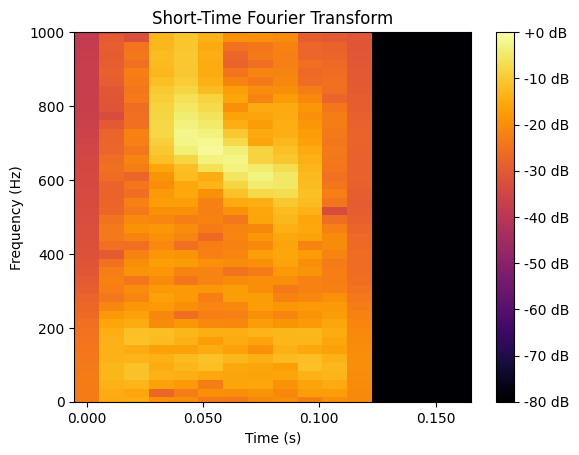 Short-Time Fourier Transform
1000
800
600
400
200
0
Frequency (Hz)
0.000
0.050
0.100
0.150
Time (s)
+0 dB
-10 dB
-20 dB
-30 dB
-40 dB
-50 dB
-60 dB
-70 dB
-80 dB